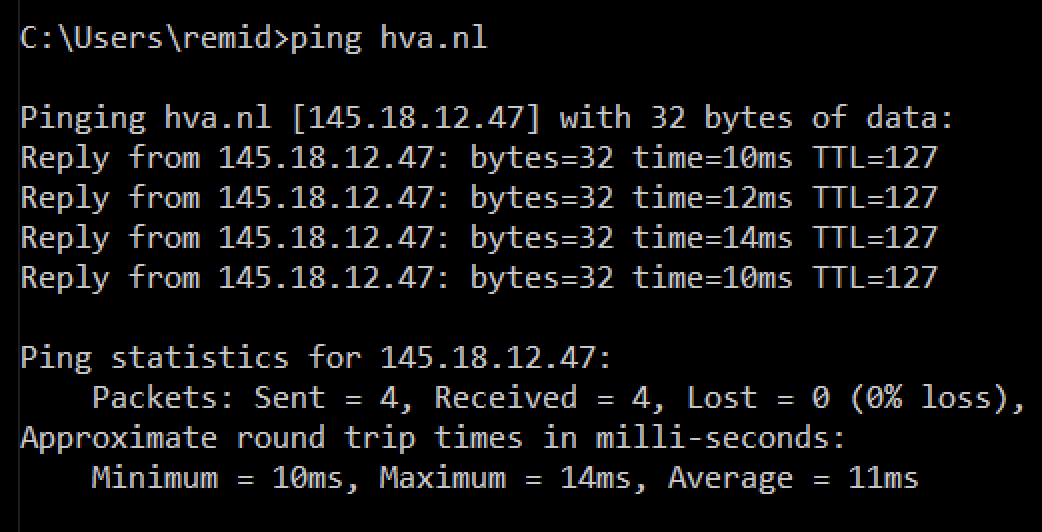 C:\Users\remid>ping hva.nl
Pinging hva.nl [145.18.12.47] with 32 bytes of data:
Reply from 145.18.12.47: bytes=32 time=10ms TTL=127
Reply from 145.18.12.47: bytes=32 time=12ms TTL=127
Reply from 145.18.12.47: bytes=32 time=14ms TTL=127
Reply from 145.18.12.47: bytes=32 time=10ms TTL=127
Ping statistics for 145.18.12.47:
Packets: Sent = 4, Received = 4, Lost = 0 (0% loss),
Approximate round trip times in milli-seconds:
Minimum = 10ms, Maximum = 14ms, Average = 11ms